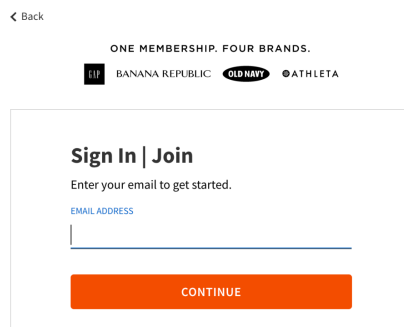 Back
ONE MEMBERSHIP. FOUR BRANDS.
GAP BANANA REPUBLIC OLD NAVY ATHLETA
Sign In | Join
Enter your email to get started.
EMAIL ADDRESS
CONTINUE